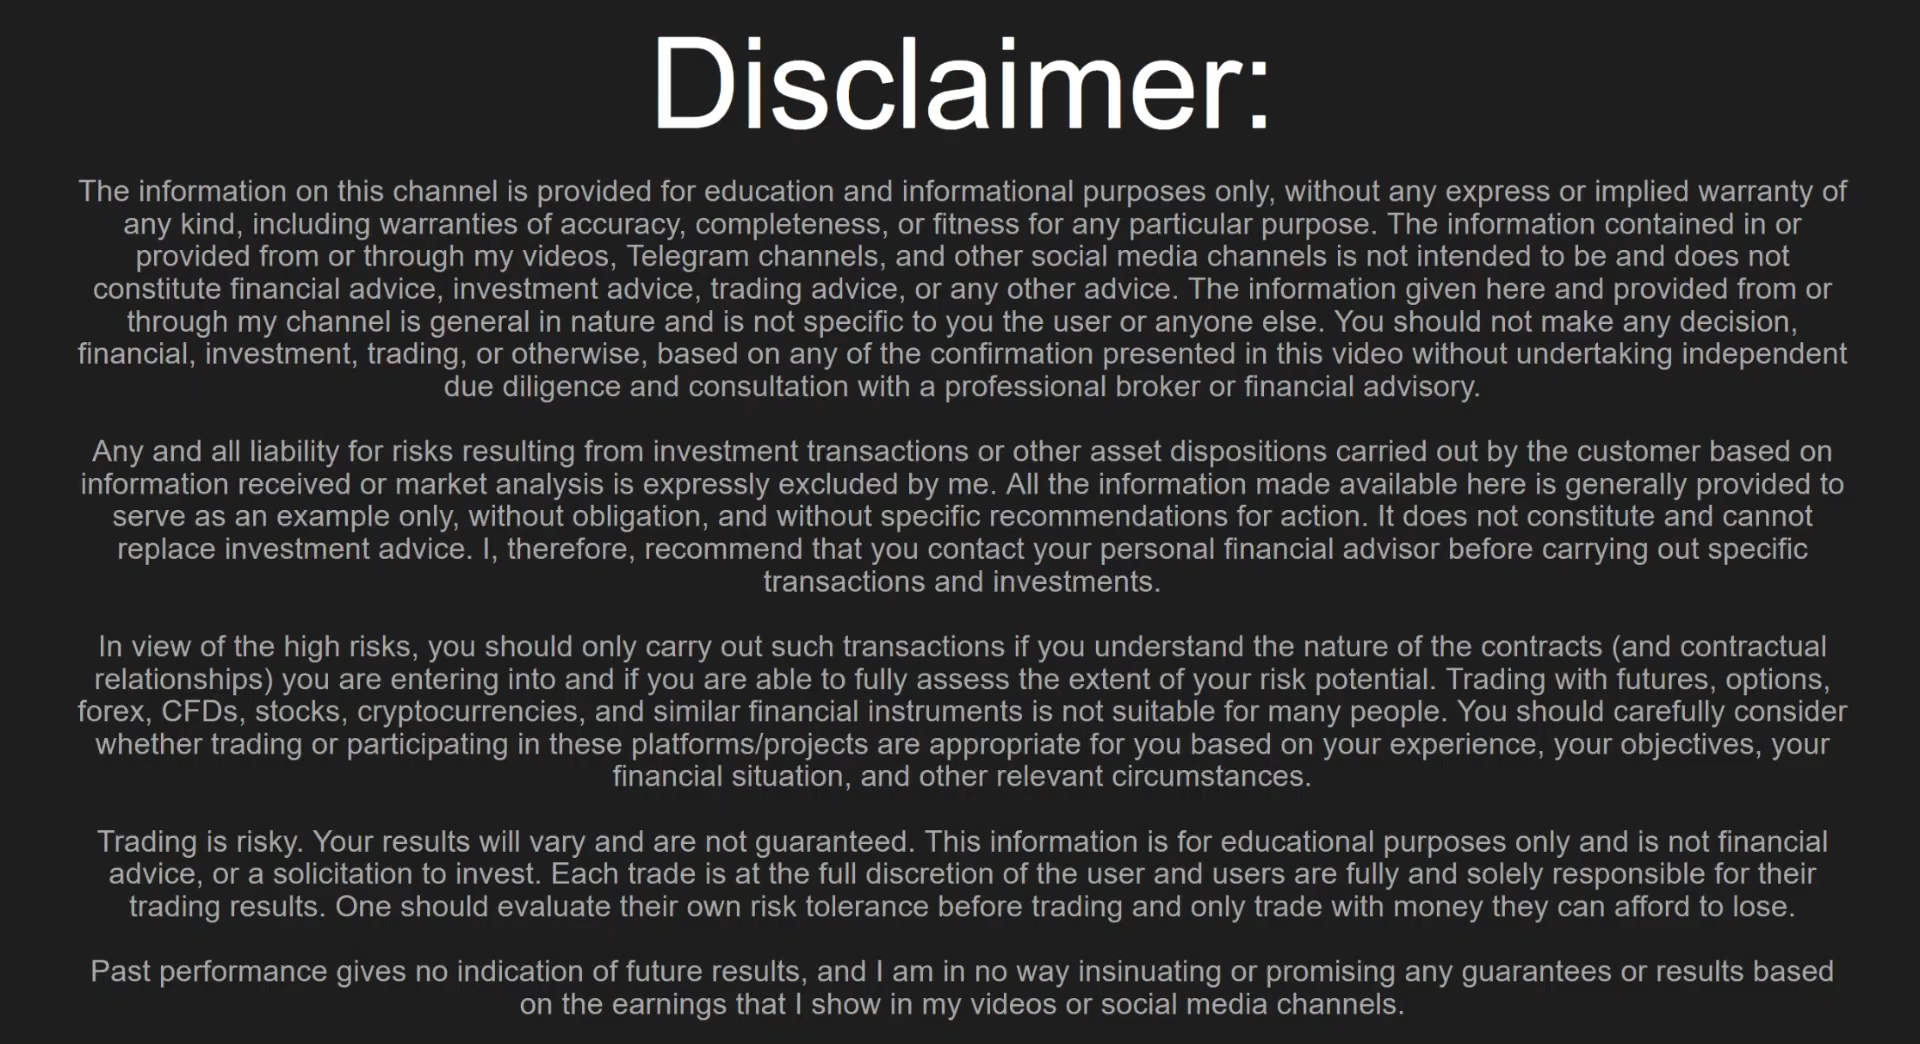 Disclaimer:
The information on this channel is provided for education and informational purposes only, without any express or implied warranty of
any kind, including warranties of accuracy, completeness, or fitness for any particular purpose. The information contained in or
provided from or through my videos, Telegram channels, and other social media channels is not intended to be and does not
constitute financial advice, investment advice, trading advice, or any other advice. The information given here and provided from or
through my channel is general in nature and is not specific to you the user or anyone else. You should not make any decision,
financial, investment, trading, or otherwise, based on any of the confirmation presented in this video without undertaking independent
due diligence and consultation with a professional broker or financial advisory.
Any and all liability for risks resulting from investment transactions or other asset dispositions carried out by the customer based on
information received or market analysis is expressly excluded by me. All the information made available here is generally provided to
serve as an example only, without obligation, and without specific recommendations for action. It does not constitute and cannot
replace investment advice. I, therefore, recommend that you contact your personal financial advisor before carrying out specific
transactions and investments.
In view of the high risks, you should only carry out such transactions if you understand the nature of the contracts (and contractual
relationships) you are entering into and if you are able to fully assess the extent of your risk potential. Trading with futures, options,
forex, CFDs, stocks, cryptocurrencies, and similar financial instruments is not suitable for many people. You should carefully consider
whether trading or participating in these platforms/projects are appropriate for you based on your experience, your objectives, your
financial situation, and other relevant circumstances.
Trading is risky. Your results will vary and are not guaranteed. This information is for educational purposes only and is not financial
advice, or a solicitation to invest. Each trade is at the full discretion of the user and users are fully and solely responsible for their
trading results. One should evaluate their own risk tolerance before trading and only trade with money they can afford to lose.
Past performance gives no indication of future results, and I am in no way insinuating or promising any guarantees or results based
on the earnings that I show in my videos or social media channels.